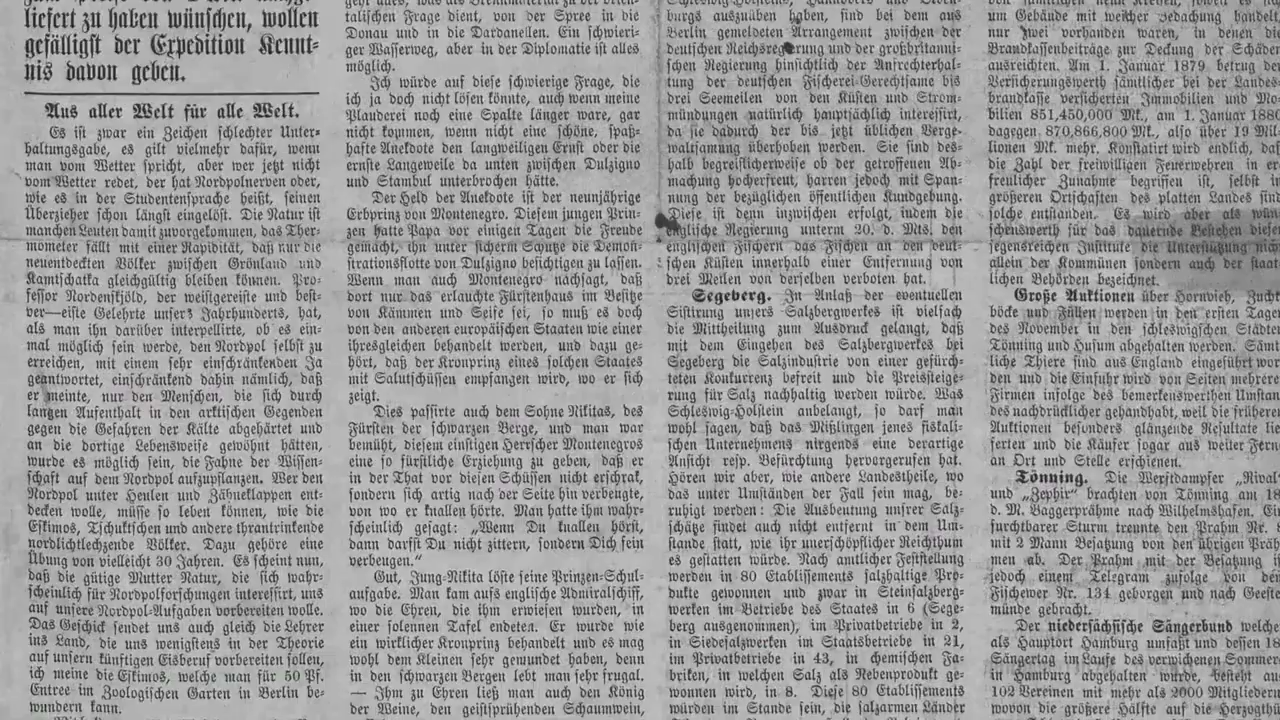 liefert zu haben wünschen, wollen
gefälligst der Expedition Kennt-
nis davon geben.
Aus aller Welt für alle Welt.
Es ist zwar ein Zeichen schlechter Unter-
haltungsgabe, es gilt vielmehr dafür, wenn
man vom Wetter spricht, aber wer jetzt nicht
vom Wetter redet, der hat Nordpolnerven oder,
wie es in der Studentensprache heißt, seinen
Überzieher schon längst eingelöst. Die Natur ist
manchen Leuten damit zuvorgekommen, das Ther-
mometer fällt mit einer Rapidität, daß nur die
neuentdeckten Völker zwischen Grönland und
Kamtschatka gleichgültig bleiben können. Pro-
fessor Nordenskjöld, der weitgereiste und best-
ver—eiste Gelehrte unsers Jahrhunderts, hat,
als man ihn darüber interpellirte, ob es ein-
mal möglich sein werde, den Nordpol selbst zu
erreichen, mit einem sehr einschränkenden Ja
geantwortet, einschränkend dahin nämlich, daß
er meinte, nur den Menschen, die sich durch
langen Aufenthalt in den arktischen Gegenden
gegen die Gefahren der Kälte abgehärtet und
an die dortige Lebensweise gewöhnt hätten,
wurde es möglich sein, die Fahne der Wissen-
schaft auf dem Nordpol aufzupflanzen. Wer den
Nordpol unter Heulen und Zähneklappen ent-
decken wolle, müsse so leben können, wie die
Eskimos, Tschuktschen und andere thrantrinkende
nordlichtlechzende Völker. Dazu gehöre eine
Übung von vielleicht 30 Jahren. Es scheint nun,
daß die gütige Mutter Natur, die sich wahr-
scheinlich für Nordpolforschungen interessirt, uns
auf unsere Nordpol-Aufgaben vorbereiten wolle.
Das Geschick sendet uns auch gleich die Lehrer
ins Land, die uns wenigstens in der Theorie
auf unsern künftigen Eisberuf vorbereiten sollen,
ich meine die Eskimos, welche man für 50 Pf.
Entree im Zoologischen Garten in Berlin be-
wundern kann.
talischen Frage dient, von der Spree in die
Donau und in die Dardanellen. Ein schwieri-
ger Wasserweg, aber in der Diplomatie ist alles
möglich.
Ich würde auf diese schwierige Frage, die
ich ja doch nicht lösen könnte, auch wenn meine
Plauderei noch eine Spalte länger ware, gar
nicht kommen, wenn nicht eine schöne, spaß-
hafte Anekdote den langweiligen Ernst oder die
ernste Langeweile da unten zwischen Dulzigno
und Stambul unterbrochen hätte.
Der Held der Anekdote ist der neunjährige
Erbprinz von Montenegro. Diesem jungen Prin-
zen hatte Papa vor einigen Tagen die Freude
gemacht, ihn unter sicherm Schutze die Demon-
strationsflotte von Dulzigno besichtigen zu lassen.
Wenn man auch Montenegro nachsagt, daß
dort nur das erlauchte Fürstenhaus im Besitze
von Kämmen und Seife sei, so muß es doch
von den anderen europäischen Staaten wie einer
ihresgleichen behandelt werden, und dazu ge-
hört, daß der Kronprinz eines solchen Staates
mit Salutschüssen empfangen wird, wo er sich
zeigt.
Dies passirte auch dem Sohne Nikitas, des
Fürsten der schwarzen Berge, und man war
bemüht, diesem einstigen Herrscher Montenegros
eine so fürstliche Erziehung zu geben, daß er
in der That vor diesen Schüssen nicht erschrak,
sondern sich artig nach der Seite hin verbeugte,
von wo er knallen hörte. Man hatte ihm wahr-
scheinlich gesagt: „Wenn Du knallen hörst,
dann darfst Du nicht zittern, sondern Dich fein
verbeugen.“
Gut, Jung-Nikita löste seine Prinzen-Schul-
aufgabe. Man kam aufs englische Admiralschiff,
wo die Ehren, die ihm erwiesen wurden, in
einer solennen Tafel endeten. Er wurde wie
ein wirklicher Kronprinz behandelt und es mag
wohl dem Kleinen sehr gemundet haben, denn
in den schwarzen Bergen lebt man sehr frugal.
— Ihm zu Ehren ließ man auch den König
der Weine, den geistsprühenden Schaumwein,
burgs auszuüben haben, sind bei dem aus
Berlin gemeldeten Arrangement zwischen der
deutschen Reichsregierung und der großbritanni-
schen Regierung hinsichtlich der Aufrechterhal-
tung der deutschen Fischerei-Gerechtsame bis
drei Seemeilen von den Küsten und Strom-
mündungen natürlich hauptsächlich interessirt,
da sie dadurch der bis jetzt üblichen Verge-
waltsamung überhoben werden. Sie sind des-
halb begreiflicherweise ob der getroffenen Ab-
machung hocherfreut, harren jedoch mit Span-
nung der bezüglichen öffentlichen Kundgebung.
Diese ist denn inzwischen erfolgt, indem die
englische Regierung unterm 20. d. Mts. den
englischen Fischern das Fischen an den deut-
schen Küsten innerhalb einer Entfernung von
drei Meilen von derselben verboten hat.
Segeberg. In Anlaß der eventuellen
Sistirung unsers Salzbergwerkes ist vielfach
die Mittheilung zum Ausdruck gelangt, daß
mit dem Eingehen des Salzbergwerkes bei
Segeberg die Salzindustrie von einer gefürch-
teten Konkurrenz befreit und die Preissteige-
rung für Salz nachhaltig werden würde. Was
Schleswig-Holstein anbelangt, so darf man
wohl sagen, daß das Mißlingen jenes fiskali-
schen Unternehmens nirgends eine derartige
Ansicht resp. Befürchtung hervorgerufen hat.
Hören wir aber, wie andere Landestheile, wo
das unter Umständen der Fall sein mag, be-
ruhigt werden: Die Ausbeutung unsrer Salz-
schätze findet auch nicht entfernt in dem Um-
stande statt, wie ihr unerschöpflicher Reichthum
es gestatten würde. Nach amtlicher Feststellung
werden in 80 Etablissements salzhaltige Pro-
dukte gewonnen und zwar in Steinsalzberg-
werken im Betriebe des Staates in 6 (Sege-
berg ausgenommen), im Privatbetriebe in 2,
in Siedesalzwerken im Staatsbetriebe in 21,
im Privatbetriebe in 43, in chemischen Fa-
briken, in welchen Salz als Nebenprodukt ge-
wonnen wird, in 8. Diese 80 Etablissements
würden im Stande sein, die salzarmen Länder
um Gebäude mit weicher Bedachung handelt
nur zwei vorhanden waren, in denen die
Brandkassenbeiträge zur Deckung der Schäden
ausreichten. Am 1. Januar 1879 betrug der
Versicherungswerth sämtlicher bei der Landes-
brandkasse versicherten Immobilien und Mo-
bilien 851,450,000 Mk., am 1. Januar 1880
dagegen 870,866,800 Mk., also über 19 Mil-
lionen Mk. mehr. Konstatirt wird endlich, daß
die Zahl der freiwilligen Feuerwehren in er-
freulicher Zunahme begriffen ist, selbst in
größeren Ortschaften des platten Landes sind
solche entstanden. Es wird aber als wün-
schenswerth für das dauernde Bestehen dieser
segensreichen Institute die Unterstützung nicht
allein der Kommünen sondern auch der staat-
lichen Behörden bezeichnet.
Große Auktionen über Hornvieh, Zucht-
böcke und Füllen werden in den ersten Tagen
des November in den schleswigschen Städten
Tönning und Husum abgehalten werden. Sämt-
liche Thiere sind aus England eingeführt wor-
den und die Einfuhr wird von Seiten mehrerer
Firmen infolge des bemerkenswerthen Umstan-
des nachdrücklicher gehandhabt, weil die früheren
Auktionen besonders glänzende Resultate lie-
ferten und die Käufer sogar aus weiter Ferne
an Ort und Stelle erschienen.
Tönning. Die Werftdampfer „Rival“
und „Zephir“ brachten von Tönning am 18
d. M. Baggerprähme nach Wilhelmshafen. Ein
furchtbarer Sturm trennte den Prahm Nr.
mit 2 Mann Besatzung von den übrigen Präh-
men ab. Der Prahm mit der Besatzung ist
jedoch einem Telegram zufolge von dem
Fischewer Nr. 134 geborgen und nach Geeste-
münde gebracht.
Der niedersächsische Sängerbund welcher
als Hauptort Hamburg umfaßt und dessen 18
Sängertag im Laufe des verwichenen Sommers
in Hamburg abgehalten wurde, besteht aus
102 Vereinen mit mehr als 2000 Mitgliedern
wovon die größere Hälfte auf die Herzogthü-